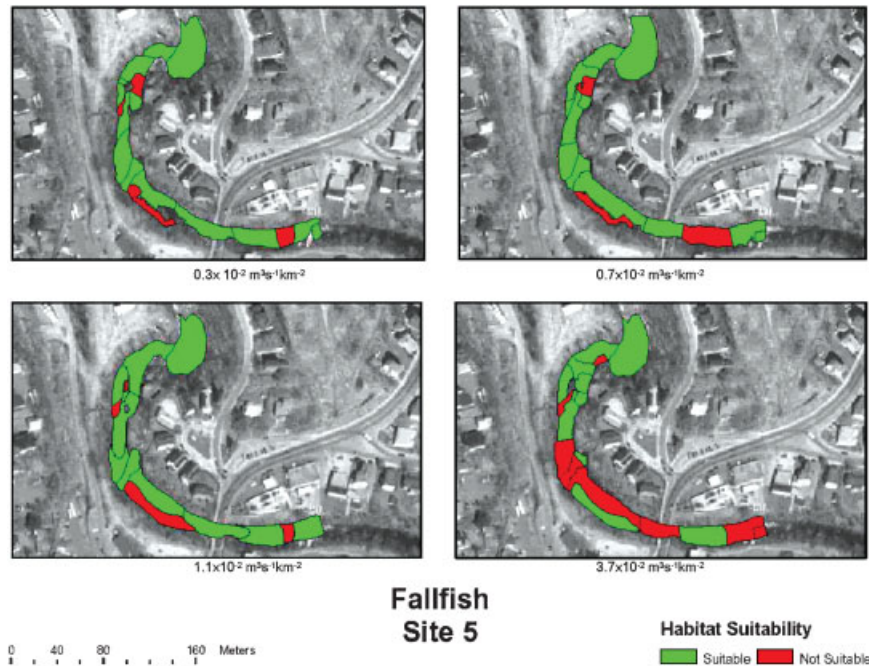 0.3x 10⁻² m³s⁻¹km⁻²
0.7x10⁻² m³s⁻¹km⁻²
1.1x10⁻² m³s⁻¹km⁻²
3.7x10⁻² m³s⁻¹km⁻²
Fallfish
Site 5
0 40 80 160 Meters
Habitat Suitability
Suitable Not Suitable